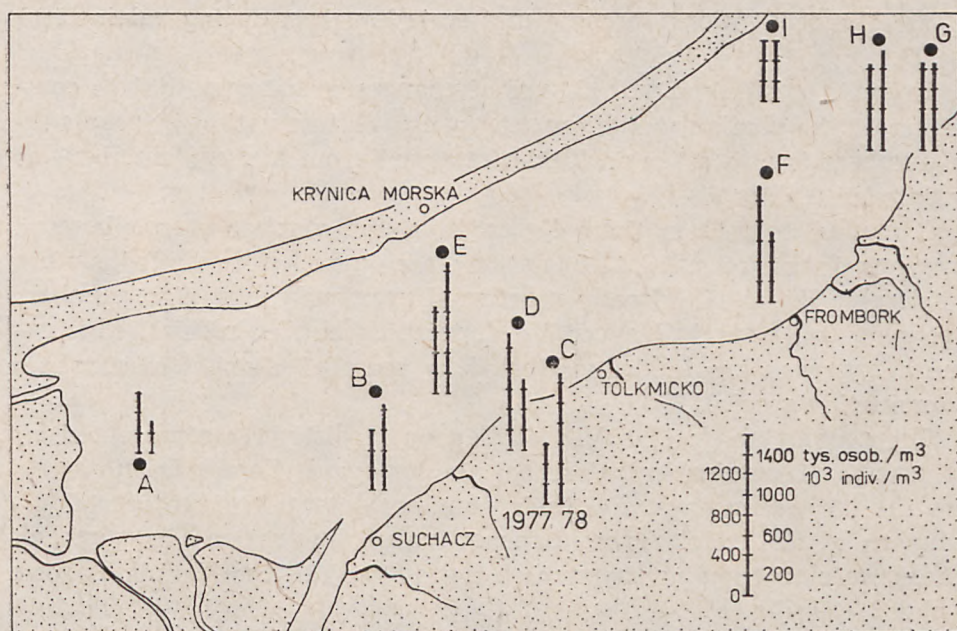 I
H
G
F
KRYNICA MORSKA
E
D
C
B
A
FROMBORK
TOLKMICKO
1977 78
SUCHACZ
1400 tys. osob./m³
1200
10³ indiv./m³
1000
800
600
400
200
0